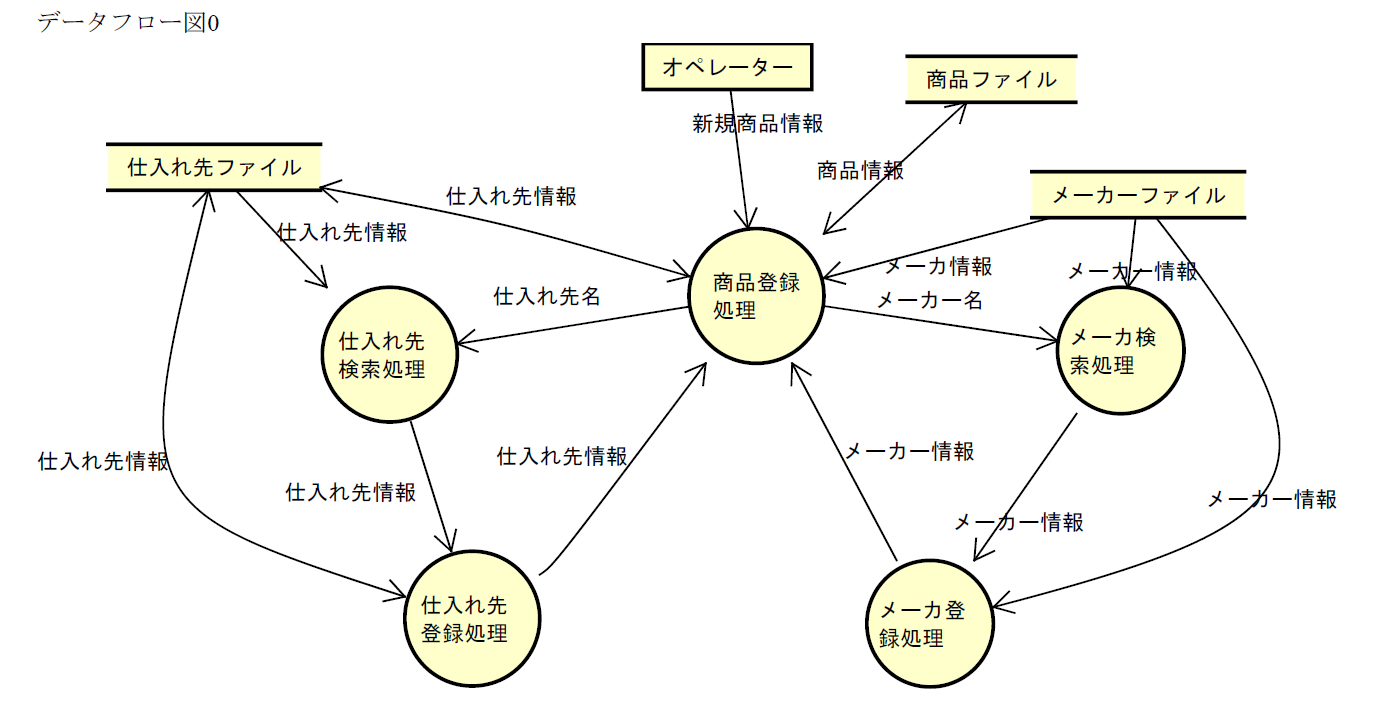 データフロー図0
オペレーター
商品ファイル
新規商品情報
仕入れ先ファイル
商品情報
メーカーファイル
仕入れ先情報
仕入れ先情報
メーカ情報
メーカー情報
商品登録
処理
仕入れ先名
メーカー名
仕入れ先
検索処理
メーカ検
索処理
仕入れ先情報
仕入れ先情報
メーカー情報
仕入れ先情報
メーカー情報
メーカー情報
仕入れ先
登録処理
メーカ登
録処理